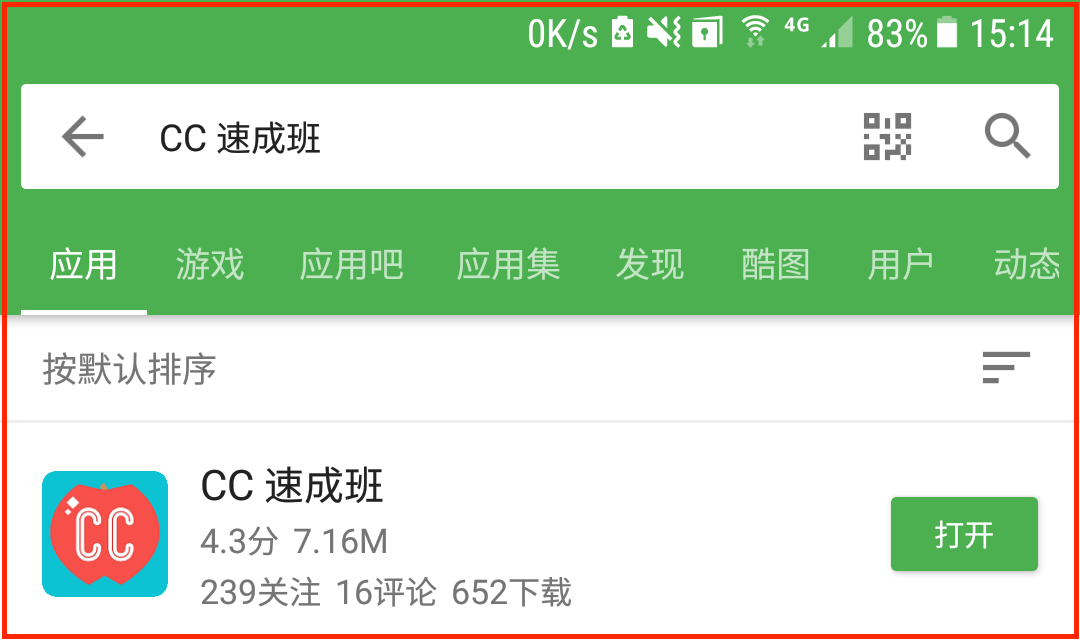 0K/s 4G 83% 15:14
CC 速成班
应用 游戏 应用吧 应用集 发现 酷图 用户 动态
按默认排序
CC
CC 速成班
4.3分 7.16M
打开
239关注 16评论 652下载